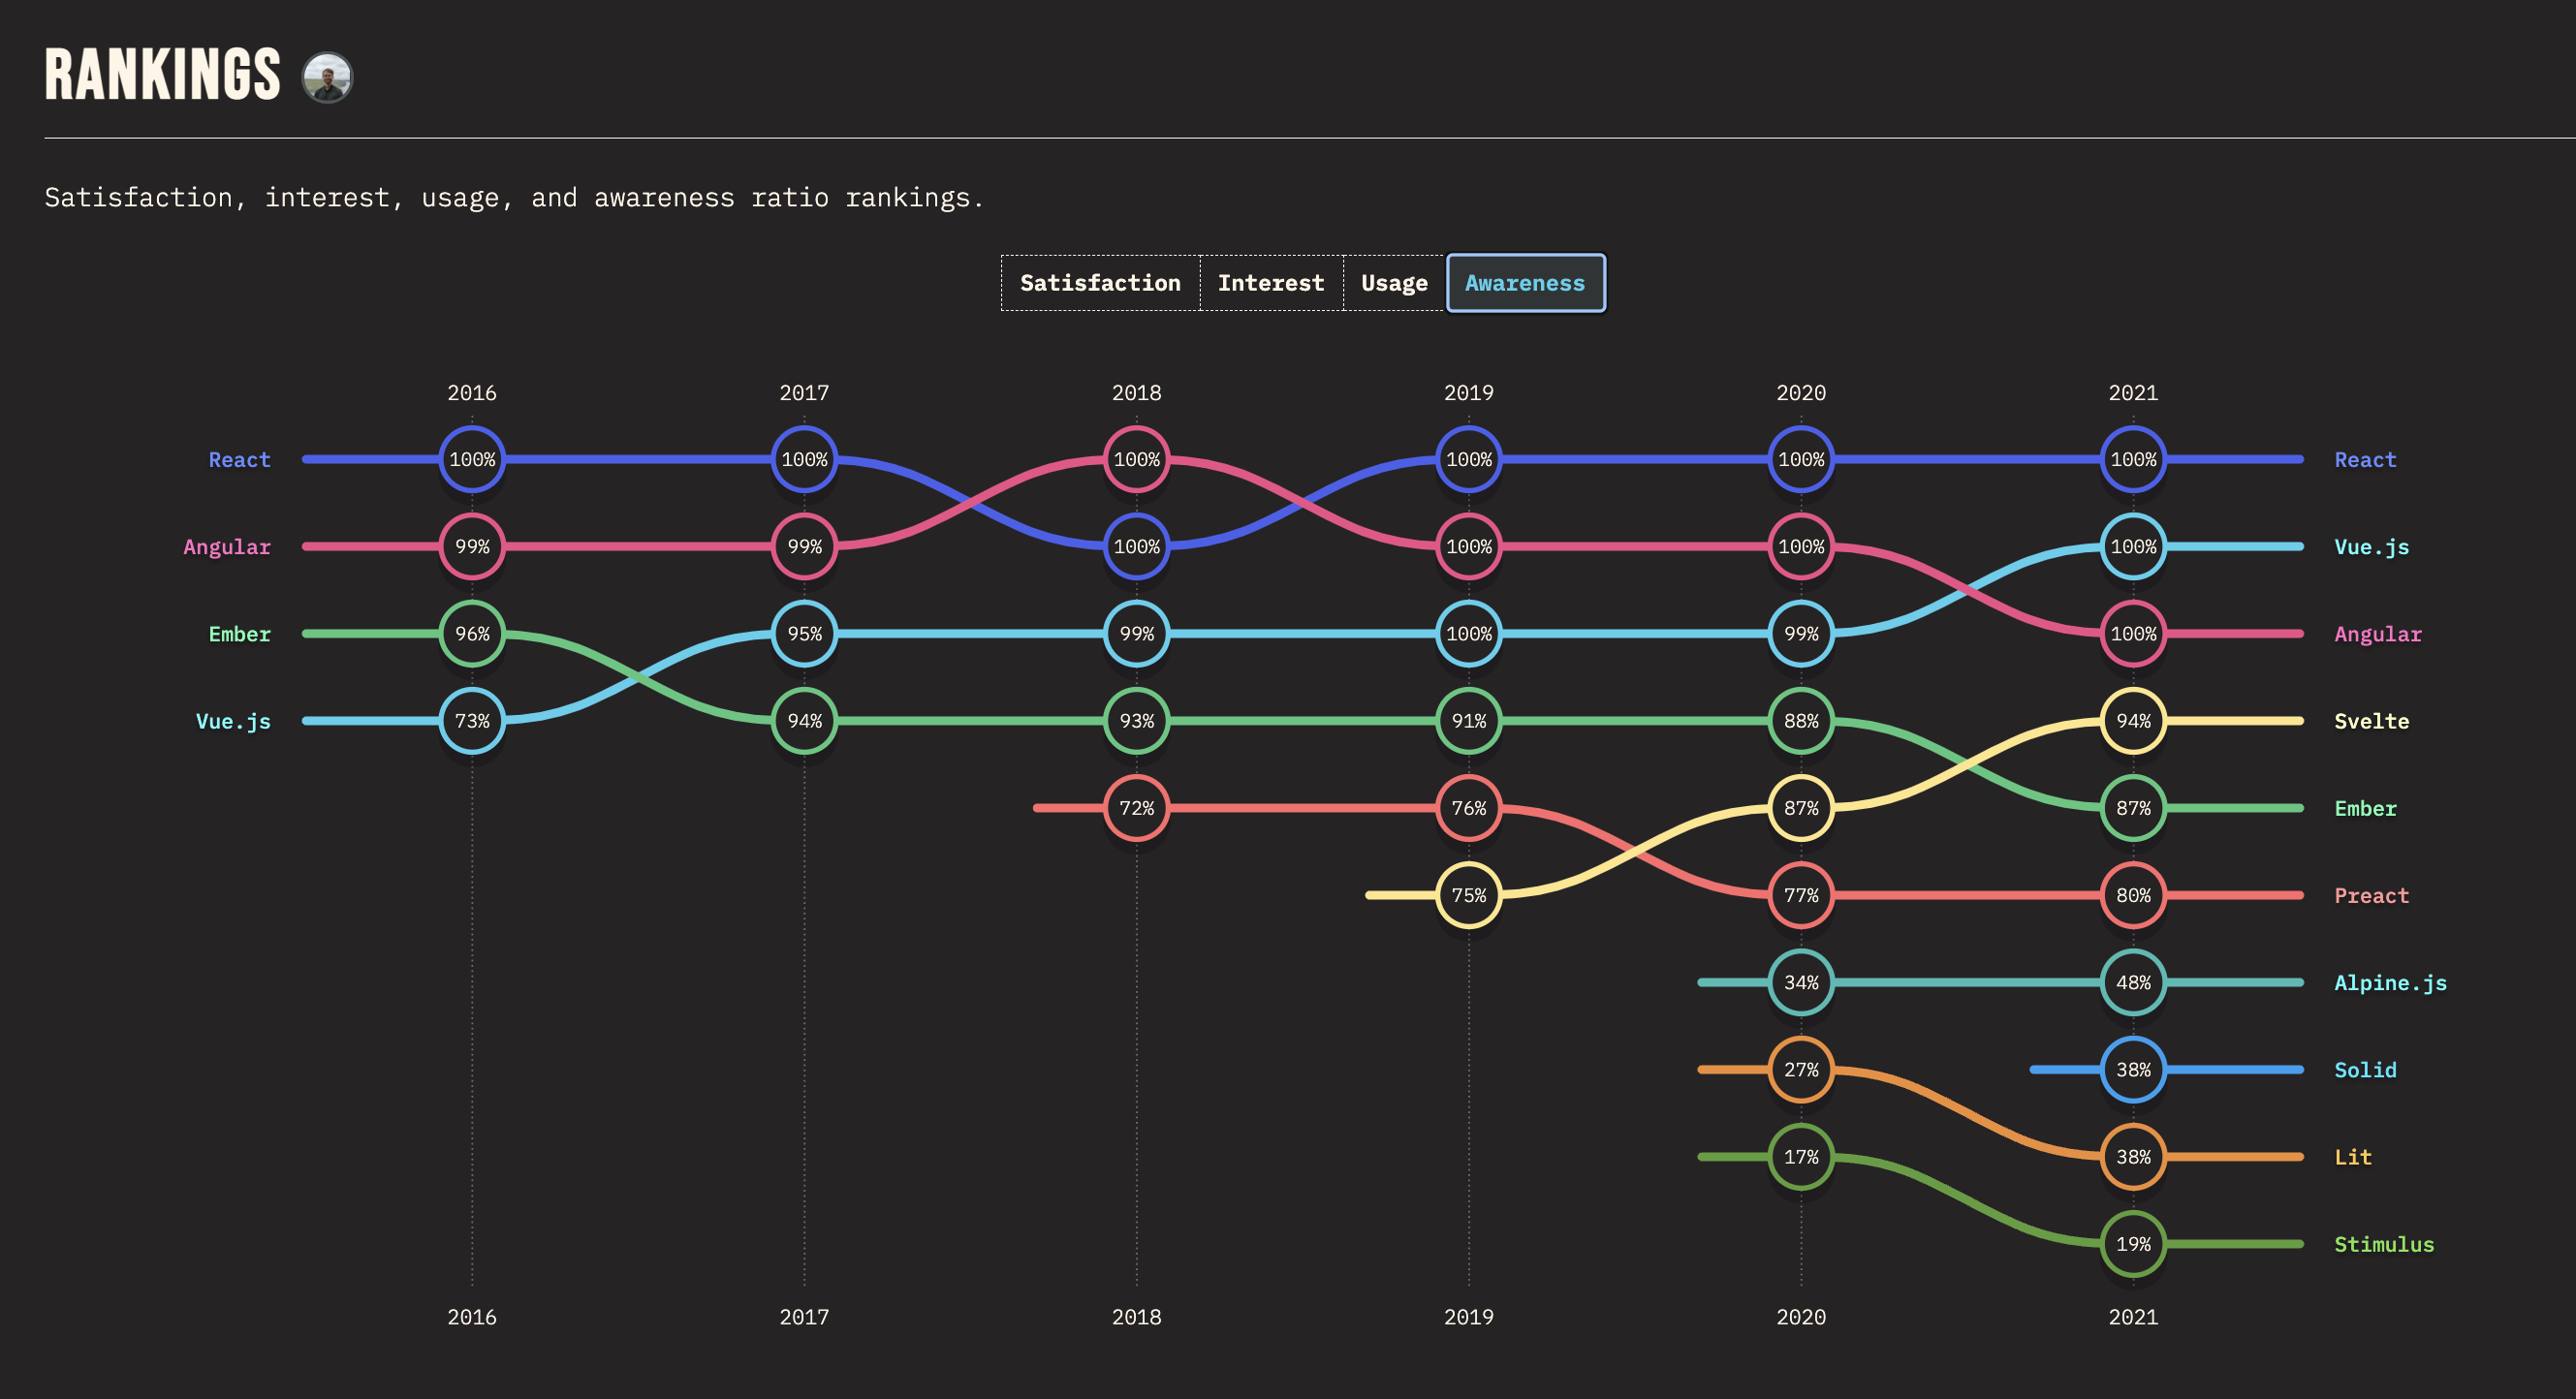 RANKINGS
Satisfaction, interest, usage, and awareness ratio rankings.
Satisfaction Interest Usage Awareness
2016 2017 2018 2019 2020 2021
React 100% 100% 100% 100% 100% 100% React
Angular 99% 99% 100% 100% 100% 100% Vue.js
Ember 96% 95% 99% 100% 99% 100% Angular
Vue.js 73% 94% 93% 91% 88% 94% Svelte
72% 76% 87% 87% Ember
75% 77% 80% Preact
34% 48% Alpine.js
27% 38% Solid
17% 38% Lit
19% Stimulus
2016 2017 2018 2019 2020 2021